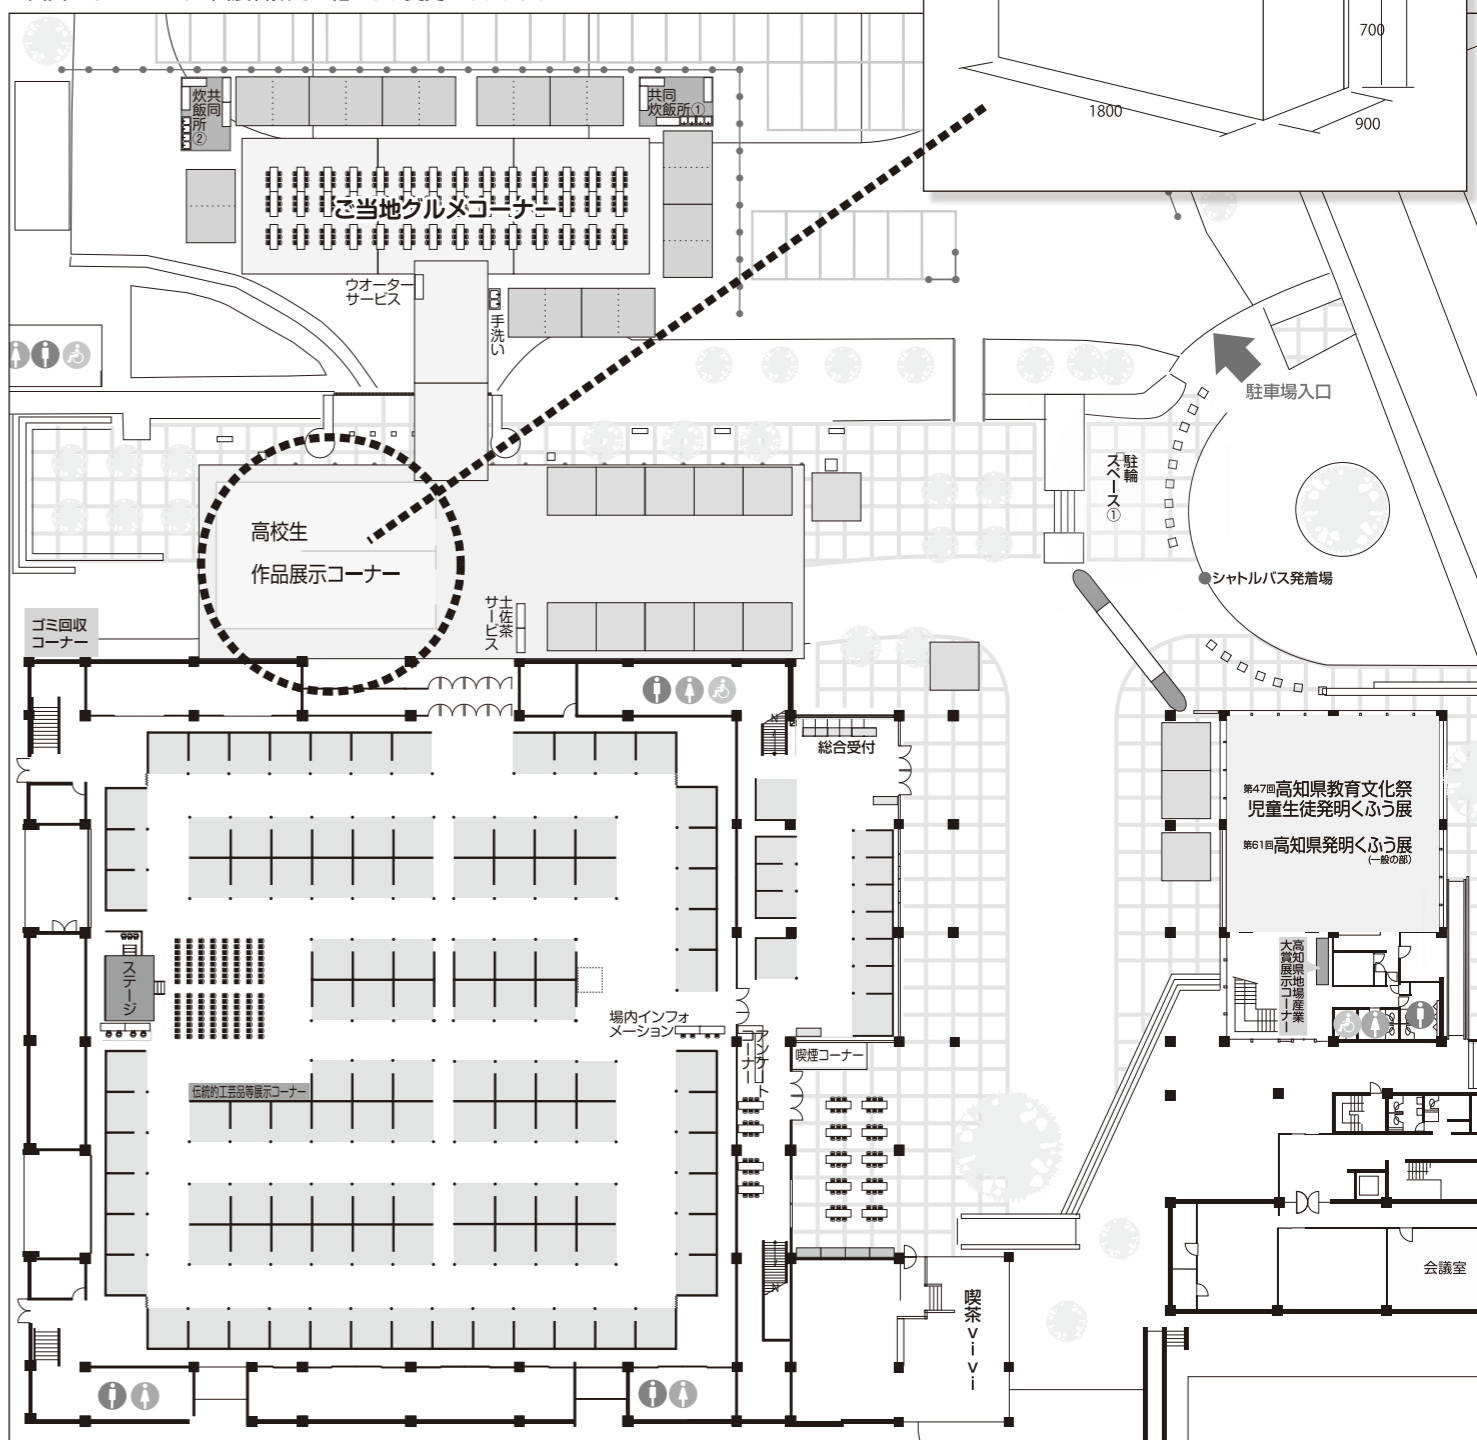 700
1800
900
共同
炊飯所②
共同
炊飯所①
ご当地グルメコーナー
ウオーター
サービス
手洗い
駐車場入口
駐輪
スペース①
高校生
作品展示コーナー
シャトルバス発着場
土佐茶
サービス
ゴミ回収
コーナー
総合受付
第47回高知県教育文化祭
児童生徒発明くふう展
第61回高知県発明くふう展
(一般の部)
ステージ
高知県地場産業
大賞展示コーナー
場内インフォ
メーション
アンケート
コーナー
喫煙コーナー
伝統的工芸品等展示コーナー
会議室
喫茶vivi